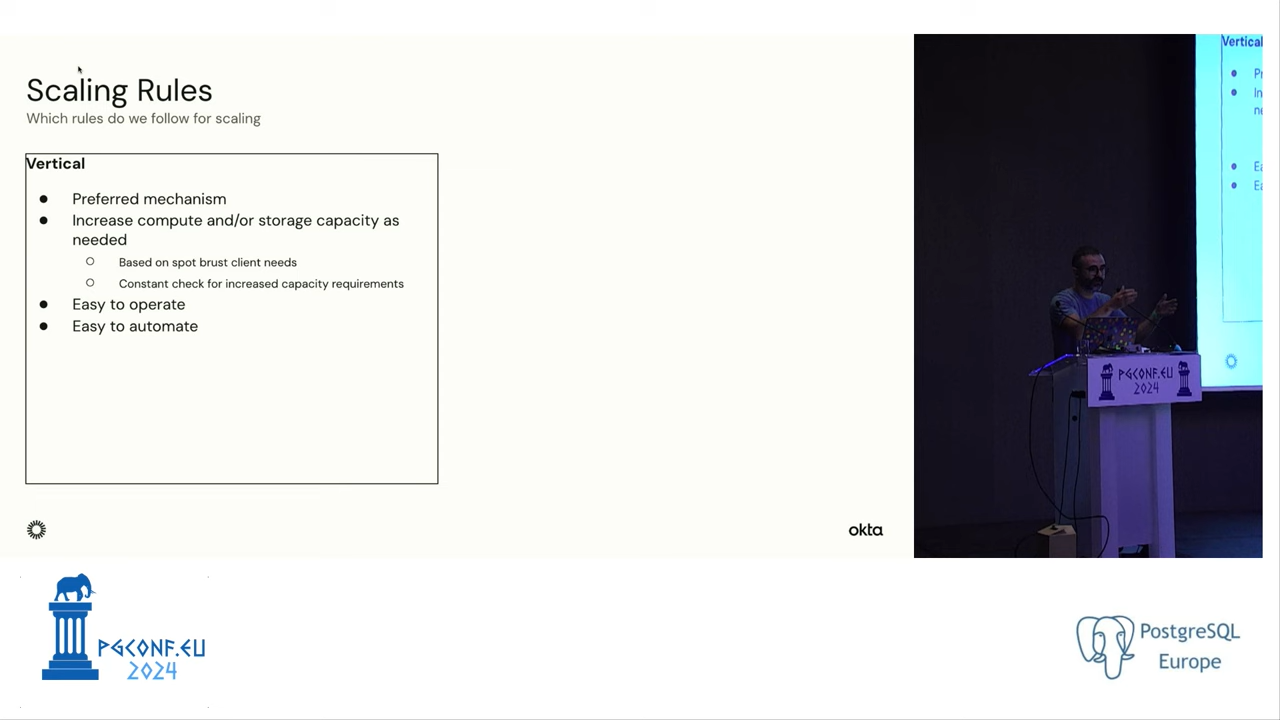 Scaling Rules
Which rules do we follow for scaling
Vertical
● Preferred mechanism
● Increase compute and/or storage capacity as
needed
○ Based on spot brust client needs
○ Constant check for increased capacity requirements
● Easy to operate
● Easy to automate
okta
Vertical
PGCONF.EU
2024
PGCONF.EU
2024
PostgreSQL
Europe